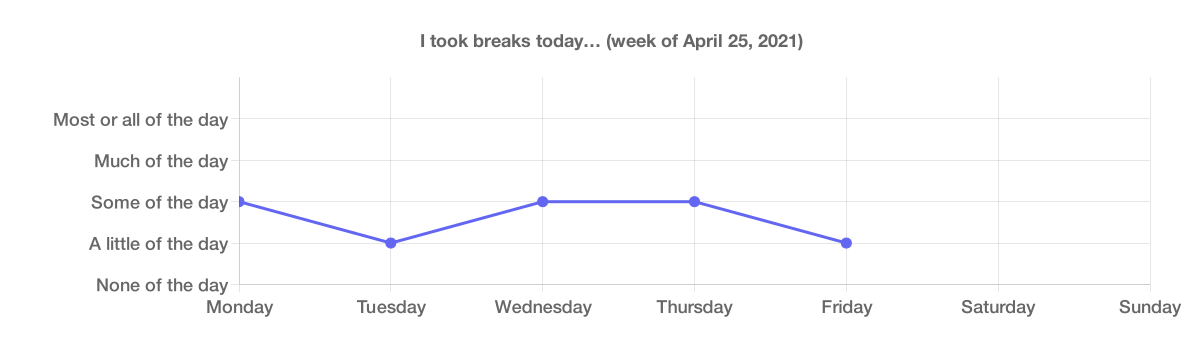 I took breaks today… (week of April 25, 2021)
Most or all of the day
Much of the day
Some of the day
A little of the day
None of the day
Monday Tuesday Wednesday Thursday Friday Saturday Sunday